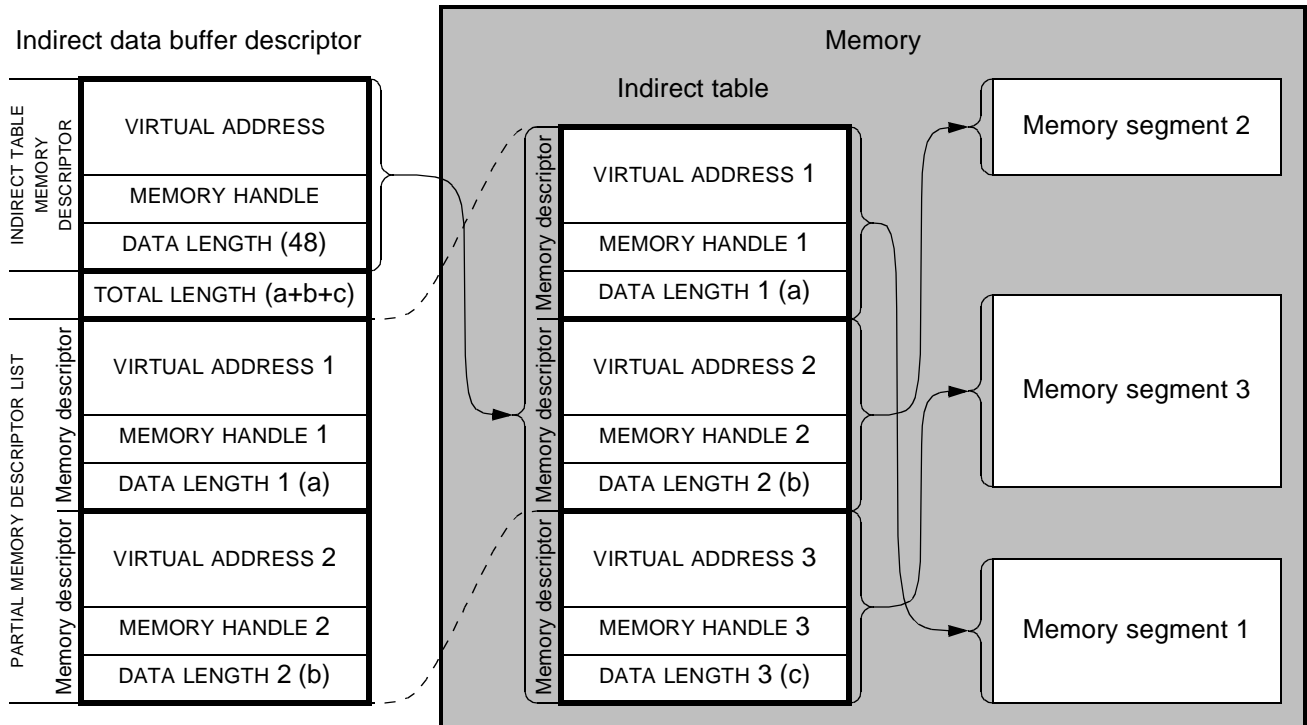 Indirect data buffer descriptor
INDIRECT TABLE
MEMORY
DESCRIPTOR
VIRTUAL ADDRESS
MEMORY HANDLE
DATA LENGTH (48)
TOTAL LENGTH (a+b+c)
PARTIAL MEMORY DESCRIPTOR LIST
Memory descriptor
VIRTUAL ADDRESS 1
MEMORY HANDLE 1
DATA LENGTH 1 (a)
Memory descriptor
VIRTUAL ADDRESS 2
MEMORY HANDLE 2
DATA LENGTH 2 (b)
Memory
Indirect table
Memory descriptor
VIRTUAL ADDRESS 1
MEMORY HANDLE 1
DATA LENGTH 1 (a)
Memory descriptor
VIRTUAL ADDRESS 2
MEMORY HANDLE 2
DATA LENGTH 2 (b)
Memory descriptor
VIRTUAL ADDRESS 3
MEMORY HANDLE 3
DATA LENGTH 3 (c)
Memory segment 2
Memory segment 3
Memory segment 1